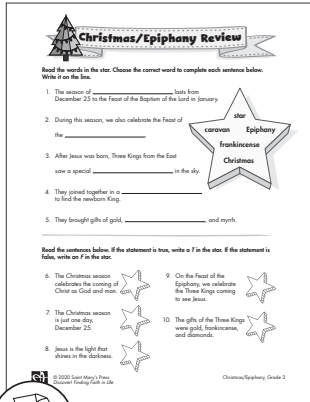 Christmas/Epiphany Review
Read the words in the star. Choose the correct word to complete each sentence below.
Write it on the line.
1. The season of ______ lasts from
December 25 to the Feast of the Baptism of the Lord in January.
2. During this season, we also celebrate the Feast of
the ______.
3. After Jesus was born, Three Kings from the East
saw a special ______ in the sky.
4. They joined together in a ______
to find the newborn King.
5. They brought gifts of gold, ______, and myrrh.
star
caravan Epiphany
frankincense
Christmas
Read the sentences below. If the statement is true, write a T in the star. If the statement is
false, write an F in the star.
6. The Christmas season
celebrates the coming of
Christ as God and man.
7. The Christmas season
is just one day,
December 25.
8. Jesus is the light that
shines in the darkness.
9. On the Feast of the
Epiphany, we celebrate
the Three Kings coming
to see Jesus.
10. The gifts of the Three Kings
were gold, frankincense,
and diamonds.
© 2020 Saint Mary's Press
Discover! Finding Faith in Life
Christmas/Epiphany, Grade 3